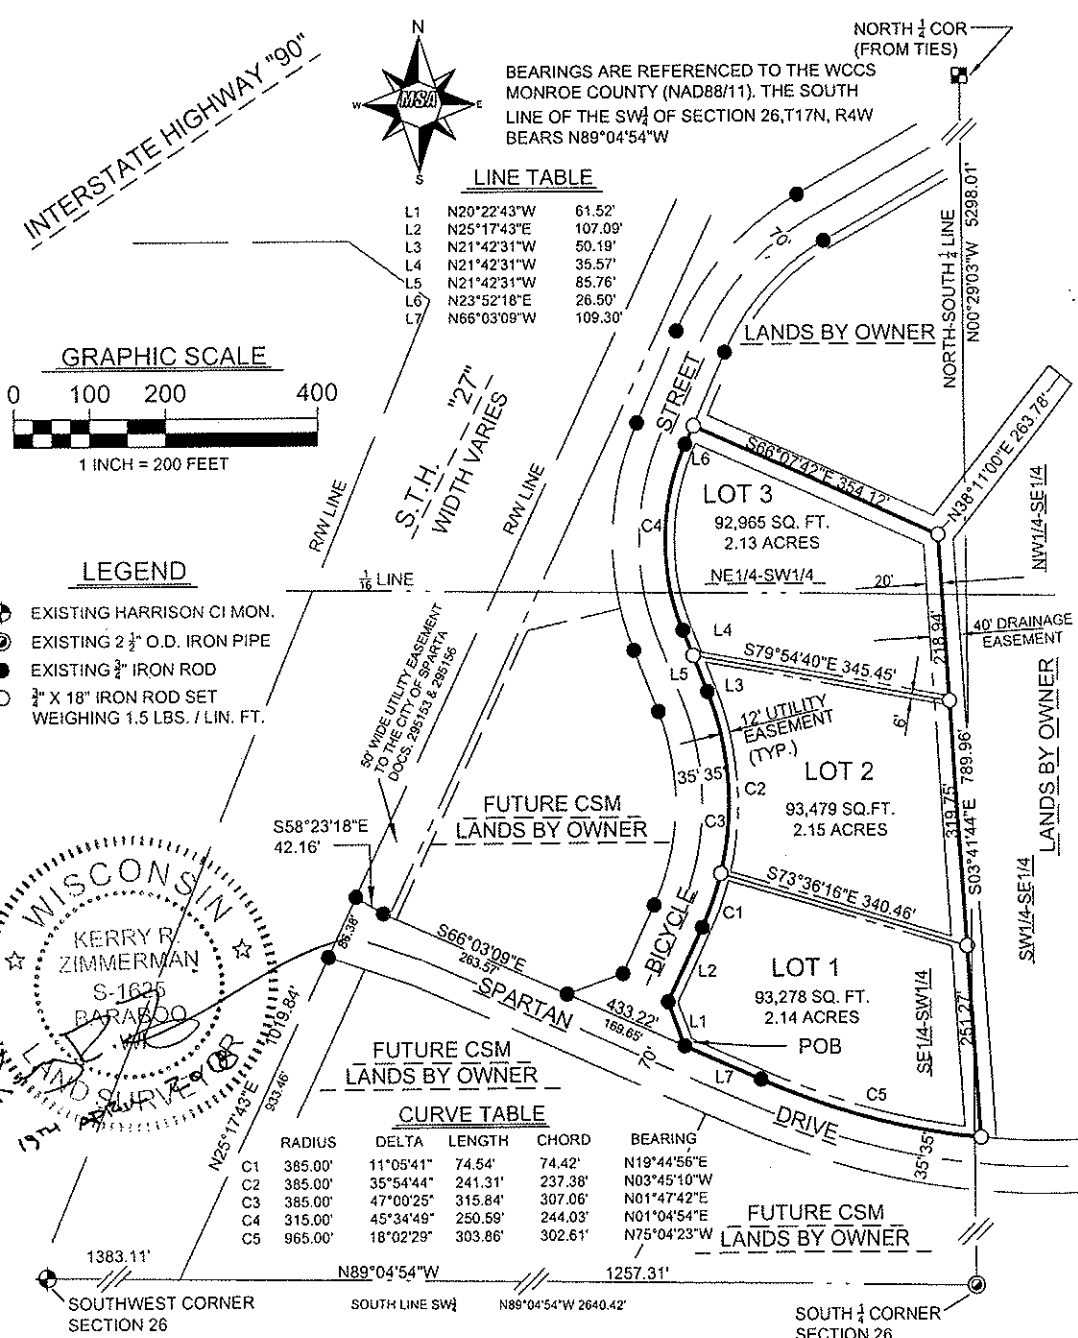 INTERSTATE HIGHWAY "90"
N
W
MSA
E
S
BEARINGS ARE REFERENCED TO THE WCCS
MONROE COUNTY (NAD88/11). THE SOUTH
LINE OF THE SW¼ OF SECTION 26,T17N, R4W
BEARS N89°04'54"W
NORTH ¼ COR
(FROM TIES)
LINE TABLE
L1 N20°22'43"W 61.52'
L2 N25°17'43"E 107.09'
L3 N21°42'31"W 50.19'
L4 N21°42'31"W 35.57'
L5 N21°42'31"W 85.76'
L6 N23°52'18"E 26.50'
L7 N66°03'09"W 109.30'
70'
NORTH-SOUTH ¼ LINE
N00°29'03"W 5298.01'
LANDS BY OWNER
GRAPHIC SCALE
0 100 200 400
1 INCH = 200 FEET
S.T.H. "27"
WIDTH VARIES
R/W LINE
R/W LINE
STREET
L6
S66°07'42"E 354.12'
N38°11'00"E 263.78'
LOT 3
92,965 SQ. FT.
2.13 ACRES
C4
NE1/4-SW1/4
NW1/4-SE1/4
20'
1/16 LINE
LEGEND
EXISTING HARRISON CI MON.
EXISTING 2 ½" O.D. IRON PIPE
EXISTING ¾" IRON ROD
¾" X 18" IRON ROD SET
WEIGHING 1.5 LBS. / LIN. FT.
50' WIDE UTILITY EASEMENT
TO THE CITY OF SPARTA
DOCS. 295153 & 295156
L4
218.94'
40' DRAINAGE
EASEMENT
S79°54'40"E 345.45'
L5
L3
6'
12' UTILITY
EASEMENT
(TYP.)
LANDS BY OWNER
35' 35'
C2
C3
LOT 2
93,479 SQ.FT.
2.15 ACRES
319.75'
S03°41'44"E 789.96'
FUTURE CSM
LANDS BY OWNER
S58°23'18"E
42.16'
S73°36'16"E 340.46'
SW1/4-SE1/4
WISCONSIN
KERRY R.
ZIMMERMAN
S-1625
BARABOO
WI
LAND SURVEYOR
86.38'
S66°03'09"E
263.57'
BICYCLE
C1
L2
LOT 1
93,278 SQ. FT.
2.14 ACRES
SE1/4-SW1/4
251.27'
SPARTAN
433.22'
169.65'
L1
POB
70'
L7
C5
DRIVE
35' 35'
1019.84'
N25°17'43"E
933.46'
FUTURE CSM
LANDS BY OWNER
CURVE TABLE
RADIUS DELTA LENGTH CHORD BEARING
C1 385.00' 11°05'41" 74.54' 74.42' N19°44'56"E
C2 385.00' 35°54'44" 241.31' 237.38' N03°45'10"W
C3 385.00' 47°00'25" 315.84' 307.06' N01°47'42"E
C4 315.00' 45°34'49" 250.59' 244.03' N01°04'54"E
C5 965.00' 18°02'29" 303.86' 302.61' N75°04'23"W
FUTURE CSM
LANDS BY OWNER
1383.11'
N89°04'54"W
1257.31'
SOUTHWEST CORNER
SECTION 26
SOUTH LINE SW¼ N89°04'54"W 2640.42'
SOUTH ¼ CORNER
SECTION 26